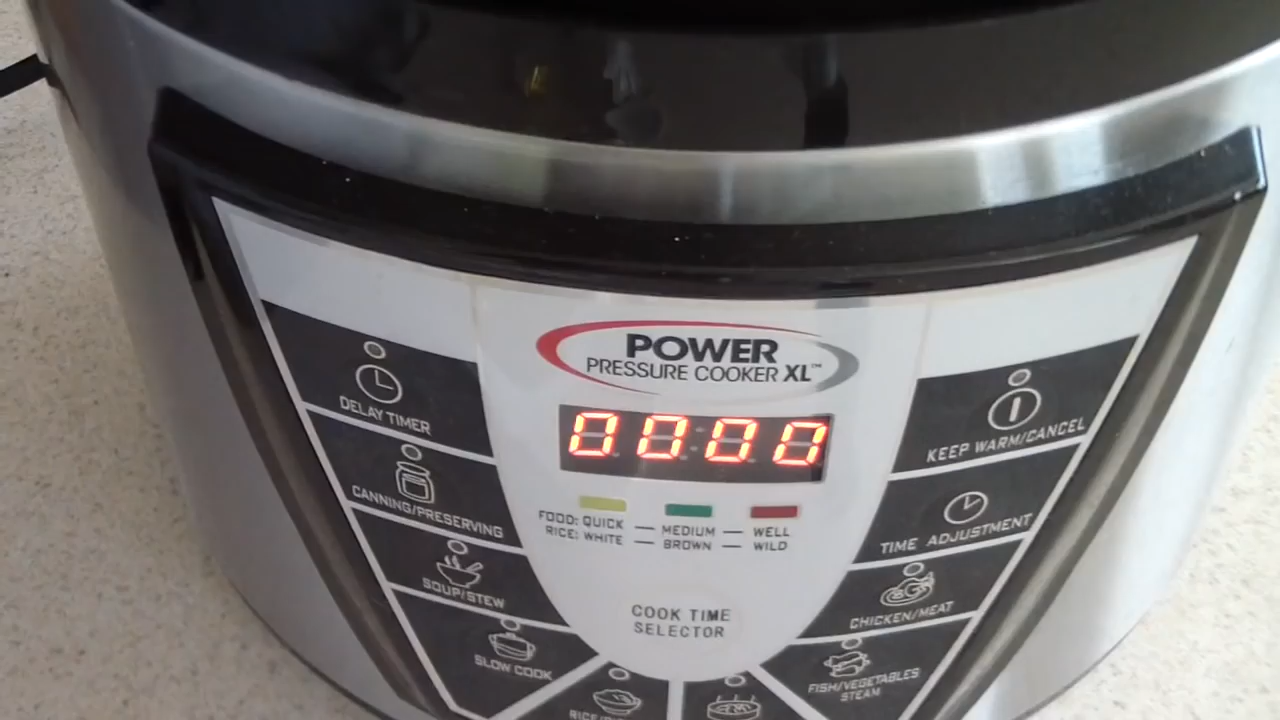 POWER
PRESSURE COOKER XL™
0000
FOOD: QUICK — MEDIUM — WELL
RICE: WHITE — BROWN — WILD
COOK TIME
SELECTOR
DELAY TIMER
CANNING/PRESERVING
SOUP/STEW
SLOW COOK
KEEP WARM/CANCEL
TIME ADJUSTMENT
CHICKEN/MEAT
FISH/VEGETABLES
STEAM